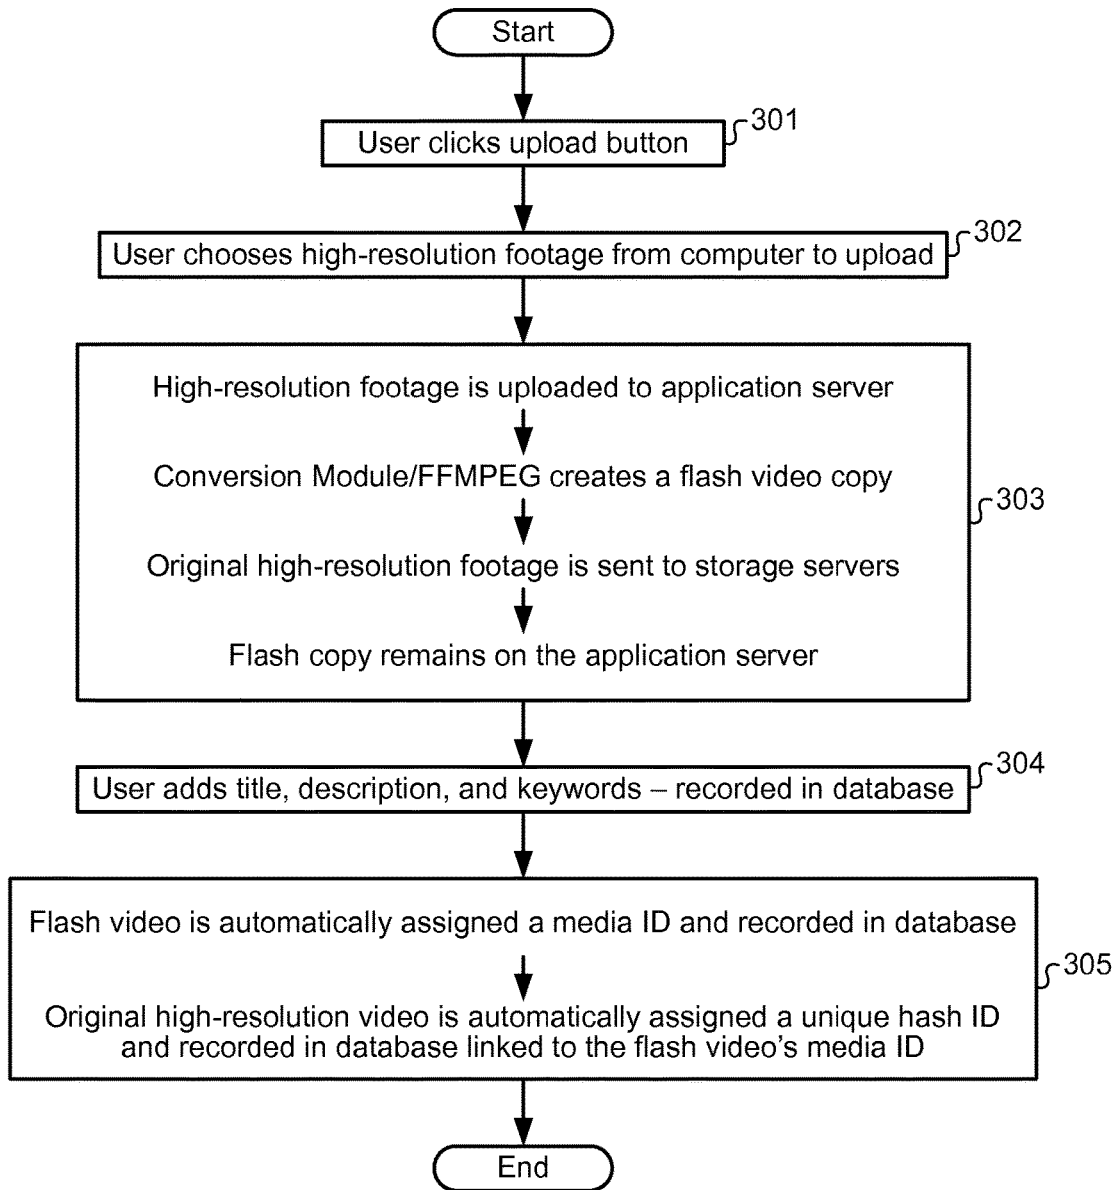 Start
User clicks upload button
301
User chooses high-resolution footage from computer to upload
302
High-resolution footage is uploaded to application server
Conversion Module/FFMPEG creates a flash video copy
303
Original high-resolution footage is sent to storage servers
Flash copy remains on the application server
User adds title, description, and keywords – recorded in database
304
Flash video is automatically assigned a media ID and recorded in database
305
Original high-resolution video is automatically assigned a unique hash ID
and recorded in database linked to the flash video's media ID
End